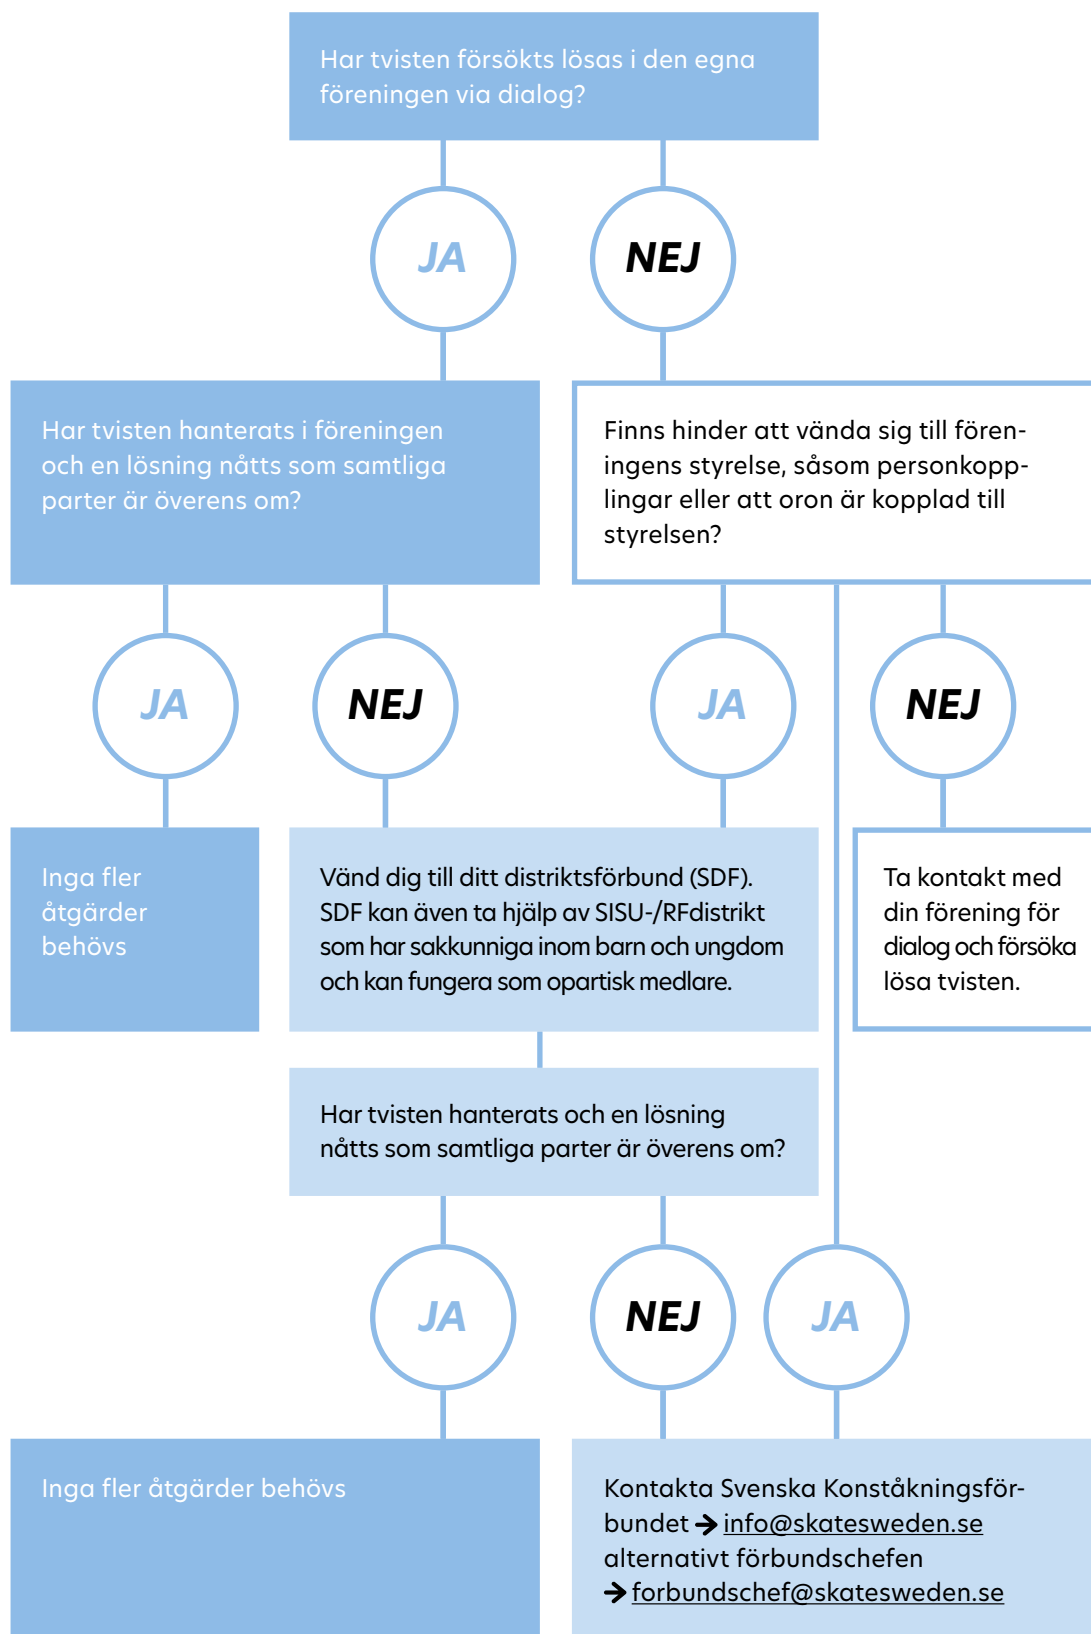 Har tvisten försökts lösas i den egna
föreningen via dialog?
JA
NEJ
Har tvisten hanterats i föreningen
och en lösning nåtts som samtliga
parter är överens om?
Finns hinder att vända sig till fören-
ingens styrelse, såsom personkopp-
lingar eller att oron är kopplad till
styrelsen?
JA
NEJ
JA
NEJ
Inga fler
åtgärder
behövs
Vänd dig till ditt distriktsförbund (SDF).
SDF kan även ta hjälp av SISU-/RFdistrikt
som har sakkunniga inom barn och ungdom
och kan fungera som opartisk medlare.
Ta kontakt med
din förening för
dialog och försöka
lösa tvisten.
Har tvisten hanterats och en lösning
nåtts som samtliga parter är överens om?
JA
NEJ
JA
Inga fler åtgärder behövs
Kontakta Svenska Konståkningsför-
bundet → info@skatesweden.se
alternativt förbundschefen
→ forbundschef@skatesweden.se